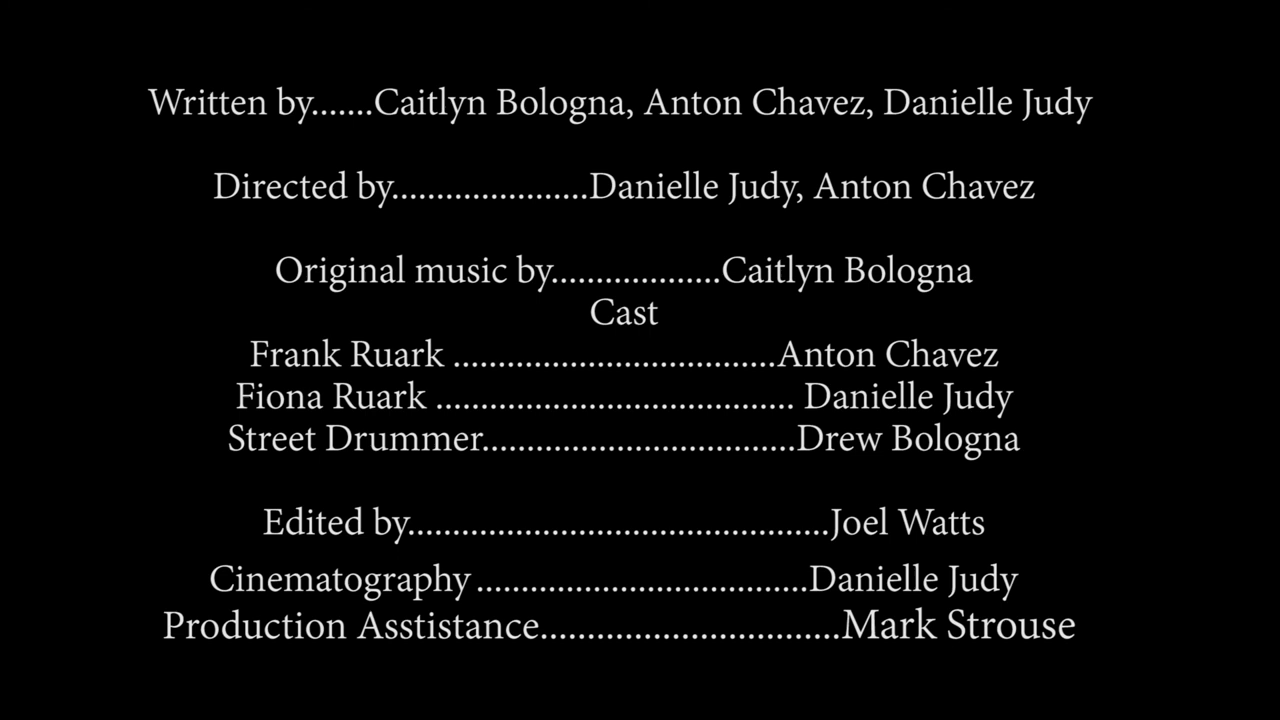 Written by.......Caitlyn Bologna, Anton Chavez, Danielle Judy
Directed by......................Danielle Judy, Anton Chavez
Original music by...................Caitlyn Bologna
Cast
Frank Ruark ....................................Anton Chavez
Fiona Ruark ........................................ Danielle Judy
Street Drummer...................................Drew Bologna
Edited by...............................................Joel Watts
Cinematography.....................................Danielle Judy
Production Asstistance...............................Mark Strouse